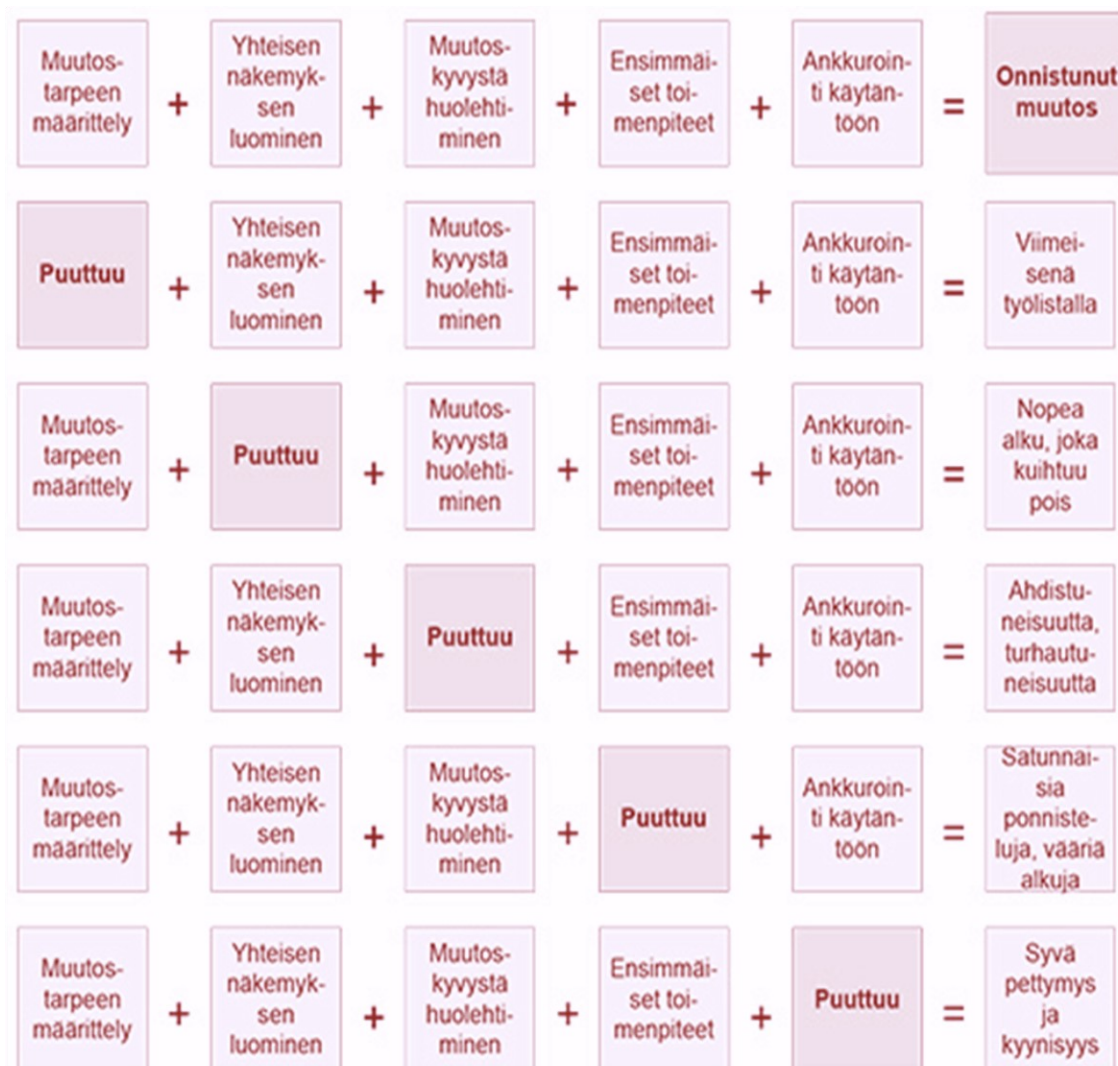 Muutos-
tarpeen
määrittely
+
Yhteisen
näkemyk-
sen
luominen
+
Muutos-
kyvystä
huolehti-
minen
+
Ensimmäi-
set toi-
menpiteet
+
Ankkuroin-
ti käytän-
töön
=
Onnistunut
muutos
Puuttuu
+
Yhteisen
näkemyk-
sen
luominen
+
Muutos-
kyvystä
huolehti-
minen
+
Ensimmäi-
set toi-
menpiteet
+
Ankkuroin-
ti käytän-
töön
=
Viimei-
senä
työlistalla
Muutos-
tarpeen
määrittely
+
Puuttuu
+
Muutos-
kyvystä
huolehti-
minen
+
Ensimmäi-
set toi-
menpiteet
+
Ankkuroin-
ti käytän-
töön
=
Nopea
alku, joka
kuihtuu
pois
Muutos-
tarpeen
määrittely
+
Yhteisen
näkemyk-
sen
luominen
+
Puuttuu
+
Ensimmäi-
set toi-
menpiteet
+
Ankkuroin-
ti käytän-
töön
=
Ahdistu-
neisuutta,
turhautu-
neisuutta
Muutos-
tarpeen
määrittely
+
Yhteisen
näkemyk-
sen
luominen
+
Muutos-
kyvystä
huolehti-
minen
+
Puuttuu
+
Ankkuroin-
ti käytän-
töön
=
Satunnai-
sia
ponniste-
luja, vääriä
alkuja
Muutos-
tarpeen
määrittely
+
Yhteisen
näkemyk-
sen
luominen
+
Muutos-
kyvystä
huolehti-
minen
+
Ensimmäi-
set toi-
menpiteet
+
Puuttuu
=
Syvä
pettymys
ja
kyynisyys